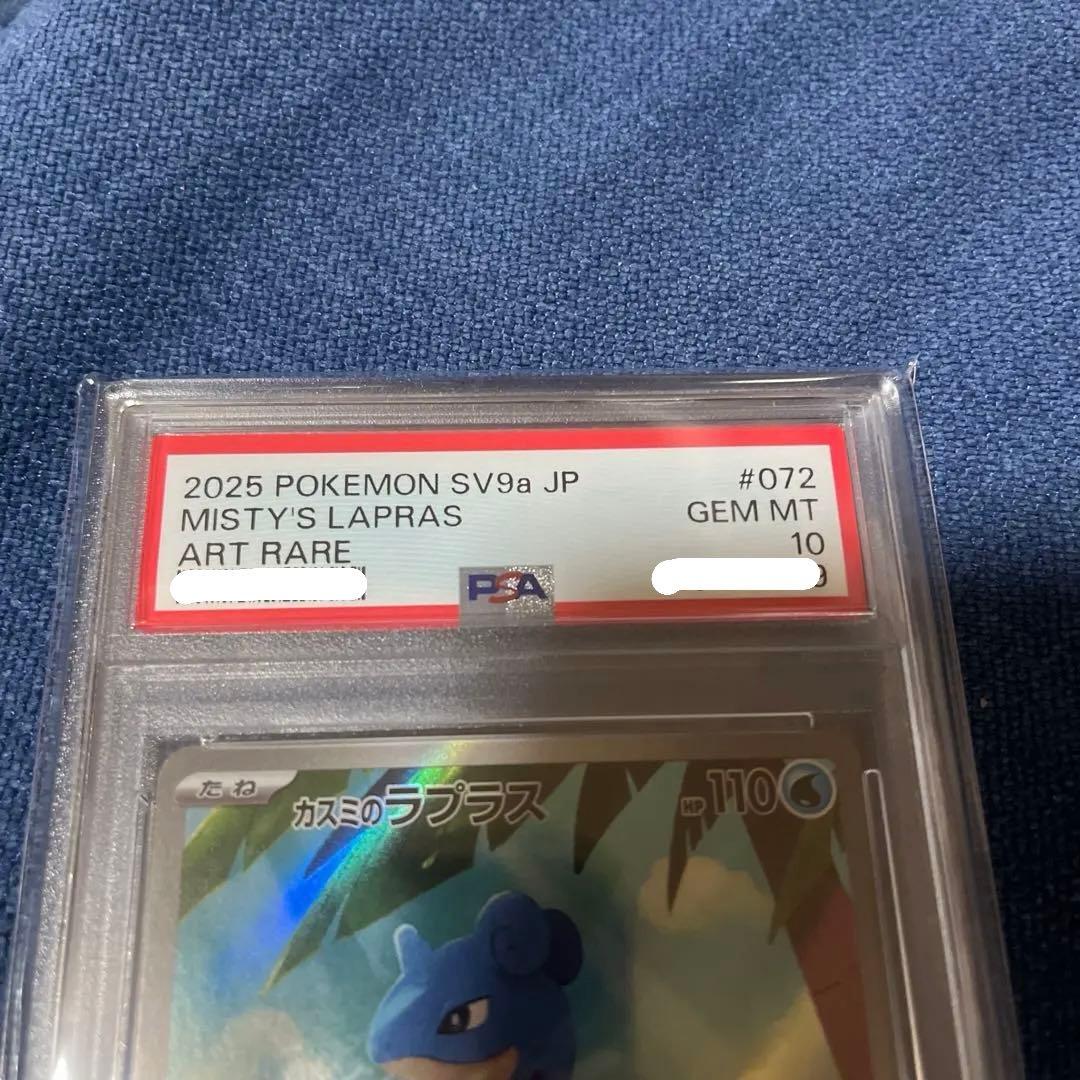 2025 POKEMON SV9a JP #072
MISTY'S LAPRAS GEM MT
ART RARE 10
PSA 9
たね カスミのラプラス HP 110